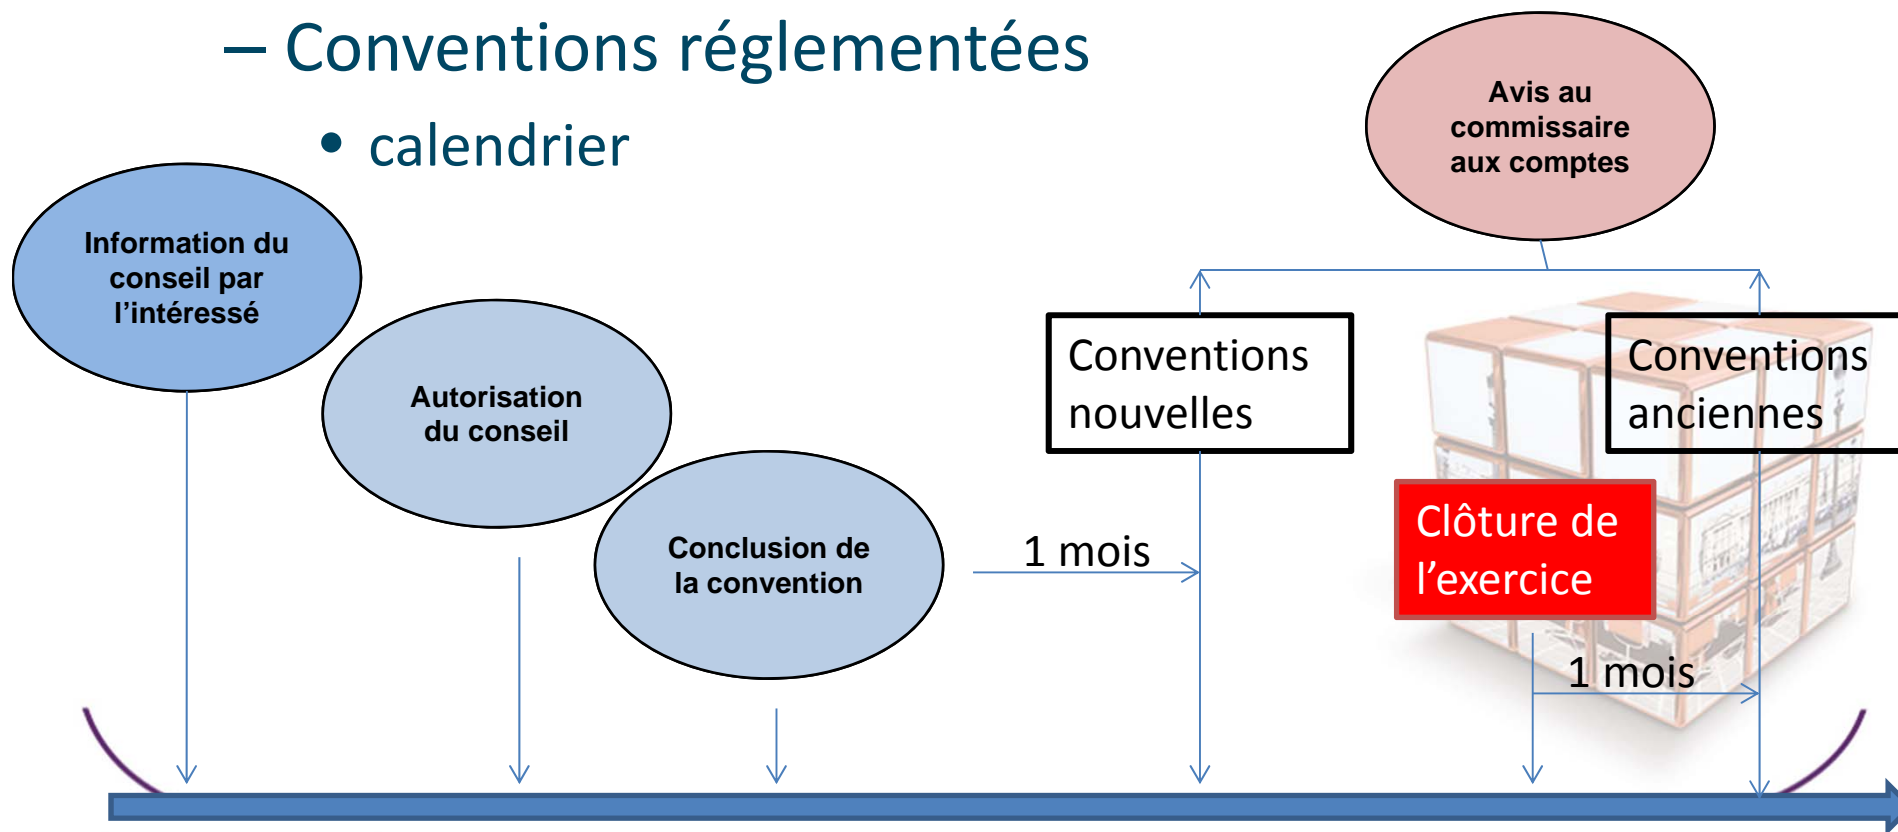 – Conventions réglementées
• calendrier
Avis au
commissaire
aux comptes
Information du
conseil par
l’intéressé
Autorisation
du conseil
Conclusion de
la convention
1 mois
Conventions
nouvelles
Conventions
anciennes
Clôture de
l’exercice
1 mois